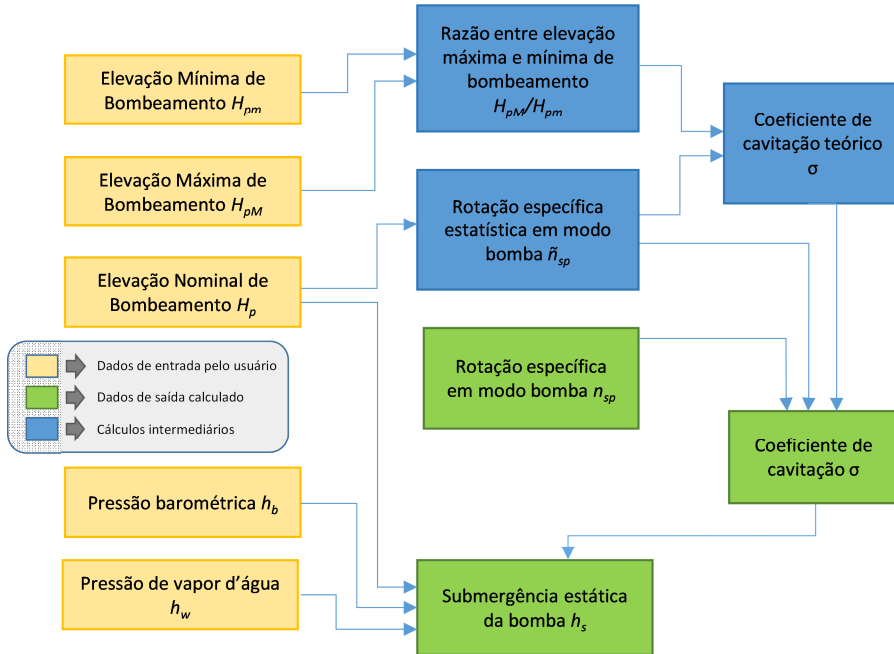 Elevação Mínima de
Bombeamento Hpm
Elevação Máxima de
Bombeamento HpM
Elevação Nominal de
Bombeamento Hp
Razão entre elevação
máxima e mínima de
bombeamento
HpM/Hpm
Rotação específica
estatística em modo
bomba ñsp
Coeficiente de
cavitação teórico
σ
Rotação específica
em modo bomba nsp
Coeficiente de
cavitação σ
Dados de entrada pelo usuário
Dados de saída calculado
Cálculos intermediários
Pressão barométrica hb
Pressão de vapor d’água
hw
Submergência estática
da bomba hs